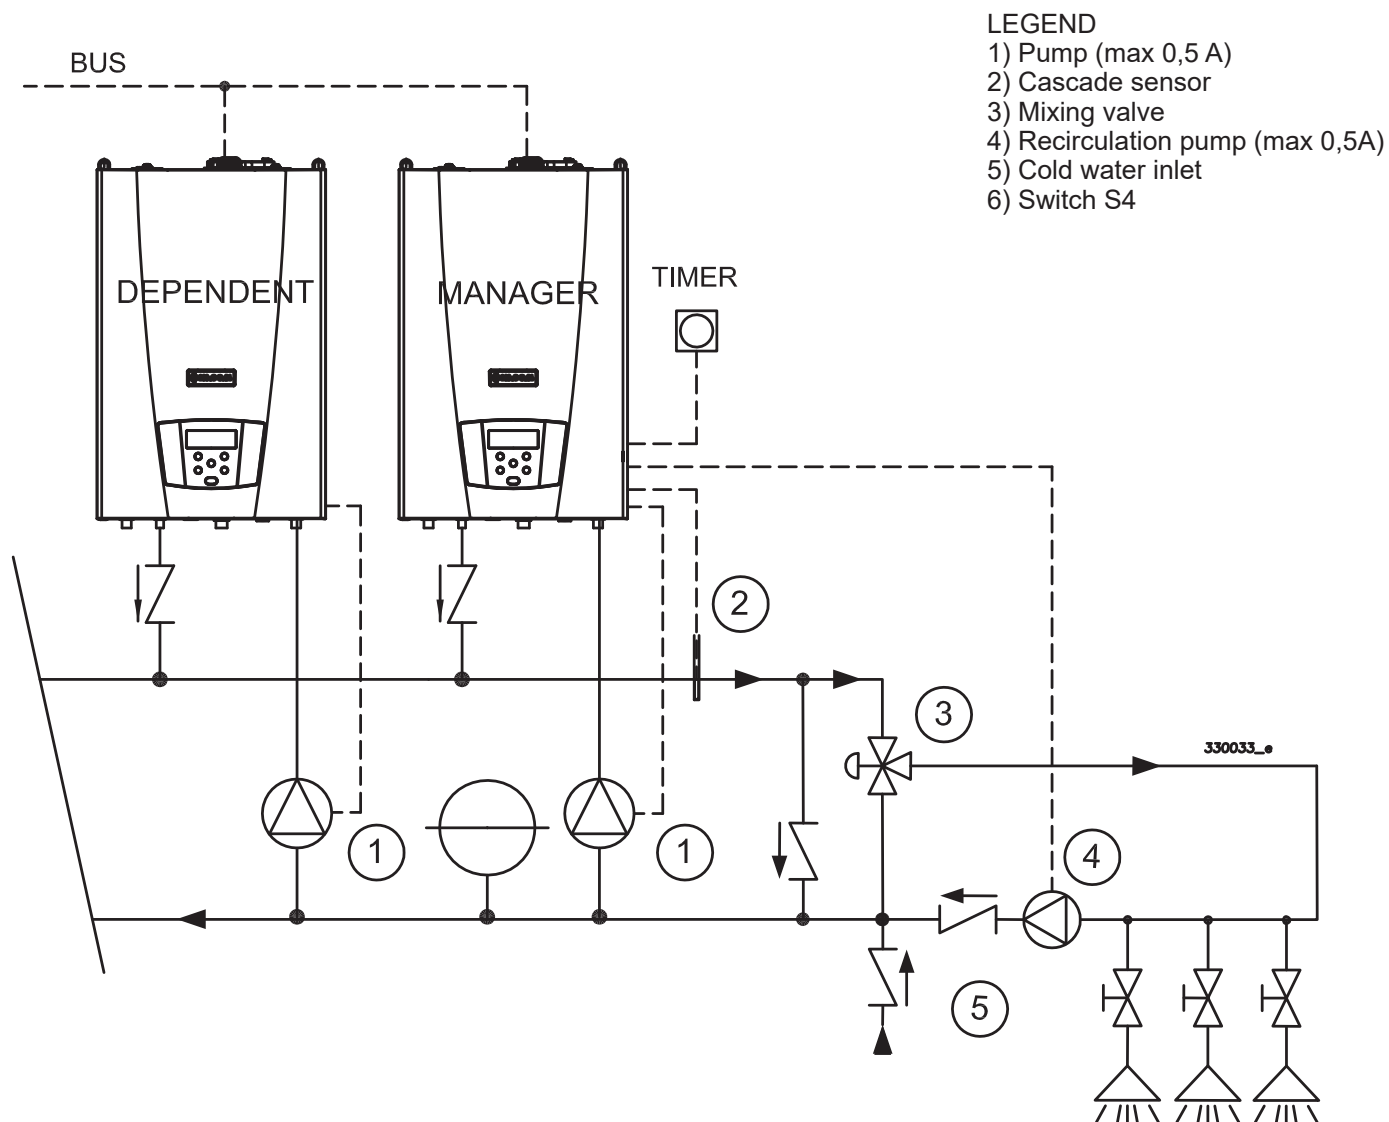 LEGEND
1) Pump (max 0,5 A)
2) Cascade sensor
3) Mixing valve
4) Recirculation pump (max 0,5A)
5) Cold water inlet
6) Switch S4
BUS
DEPENDENT
MANAGER
TIMER
2
3
330033_e
1
1
4
5